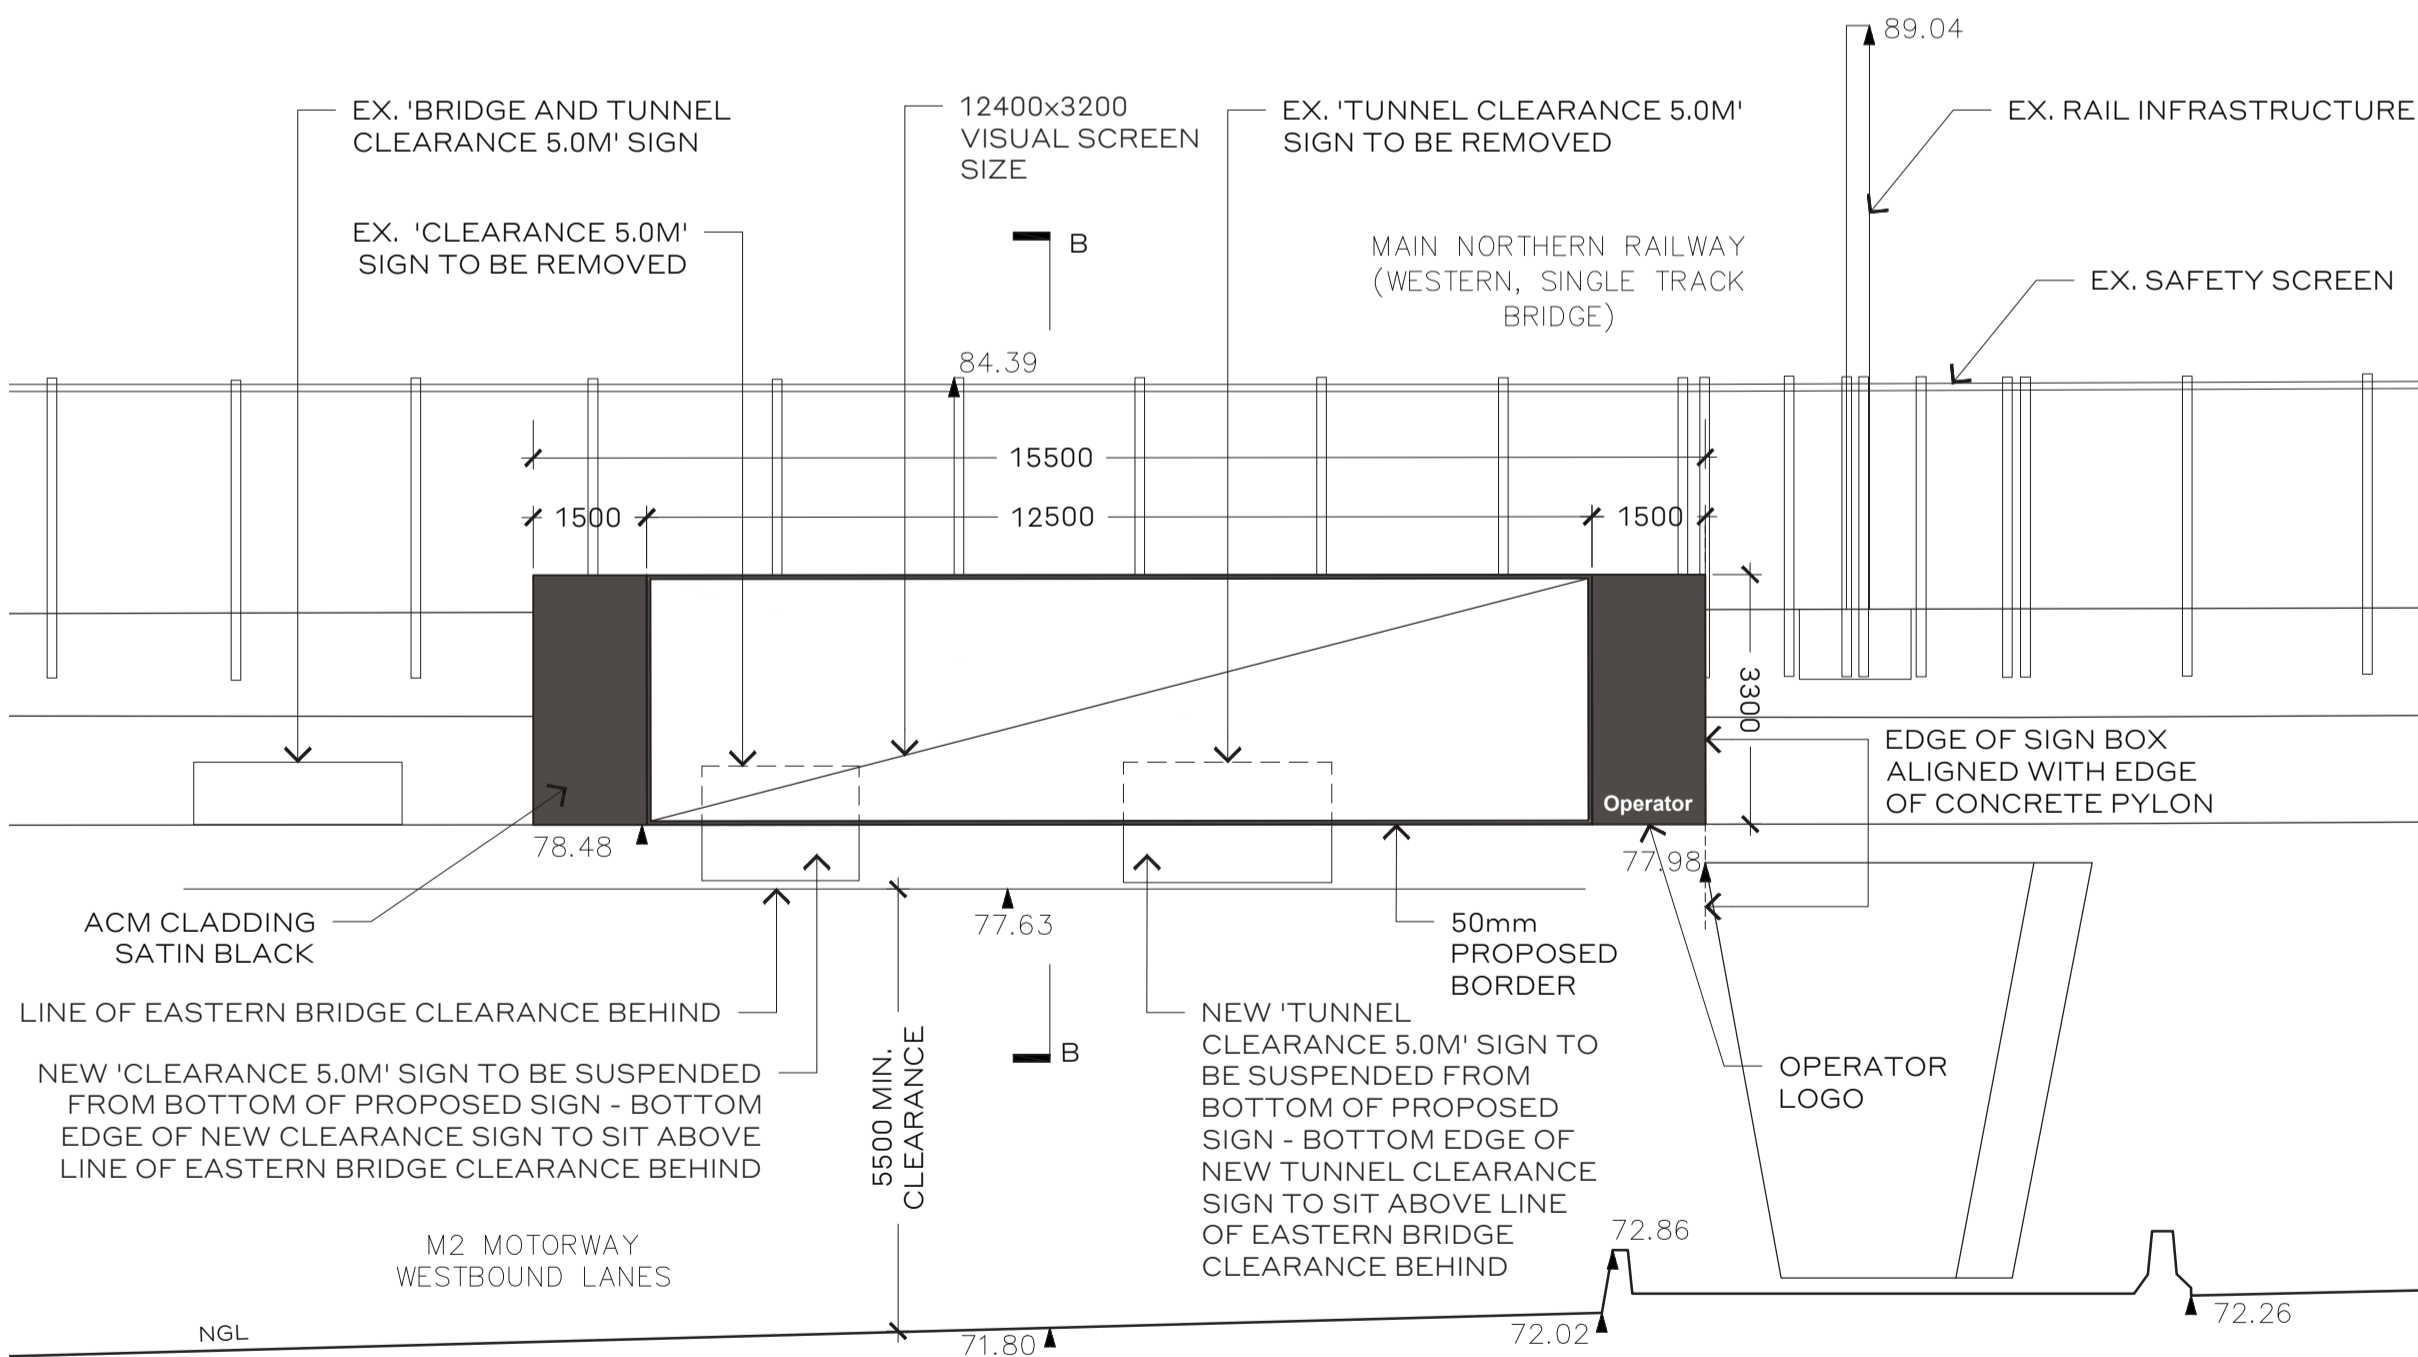 89.04
EX. 'BRIDGE AND TUNNEL
CLEARANCE 5.0M' SIGN
12400x3200
VISUAL SCREEN
SIZE
EX. 'TUNNEL CLEARANCE 5.0M'
SIGN TO BE REMOVED
EX. RAIL INFRASTRUCTURE
EX. 'CLEARANCE 5.0M'
SIGN TO BE REMOVED
B
MAIN NORTHERN RAILWAY
(WESTERN, SINGLE TRACK
BRIDGE)
EX. SAFETY SCREEN
84.39
15500
1500
12500
1500
3300
EDGE OF SIGN BOX
ALIGNED WITH EDGE
OF CONCRETE PYLON
Operator
78.48
77.98
77.63
ACM CLADDING
SATIN BLACK
50mm
PROPOSED
BORDER
LINE OF EASTERN BRIDGE CLEARANCE BEHIND
5500 MIN.
CLEARANCE
B
NEW 'CLEARANCE 5.0M' SIGN TO BE SUSPENDED
FROM BOTTOM OF PROPOSED SIGN - BOTTOM
EDGE OF NEW CLEARANCE SIGN TO SIT ABOVE
LINE OF EASTERN BRIDGE CLEARANCE BEHIND
NEW 'TUNNEL
CLEARANCE 5.0M' SIGN TO
BE SUSPENDED FROM
BOTTOM OF PROPOSED
SIGN - BOTTOM EDGE OF
NEW TUNNEL CLEARANCE
SIGN TO SIT ABOVE LINE
OF EASTERN BRIDGE
CLEARANCE BEHIND
OPERATOR
LOGO
M2 MOTORWAY
WESTBOUND LANES
72.86
NGL
71.80
72.02
72.26